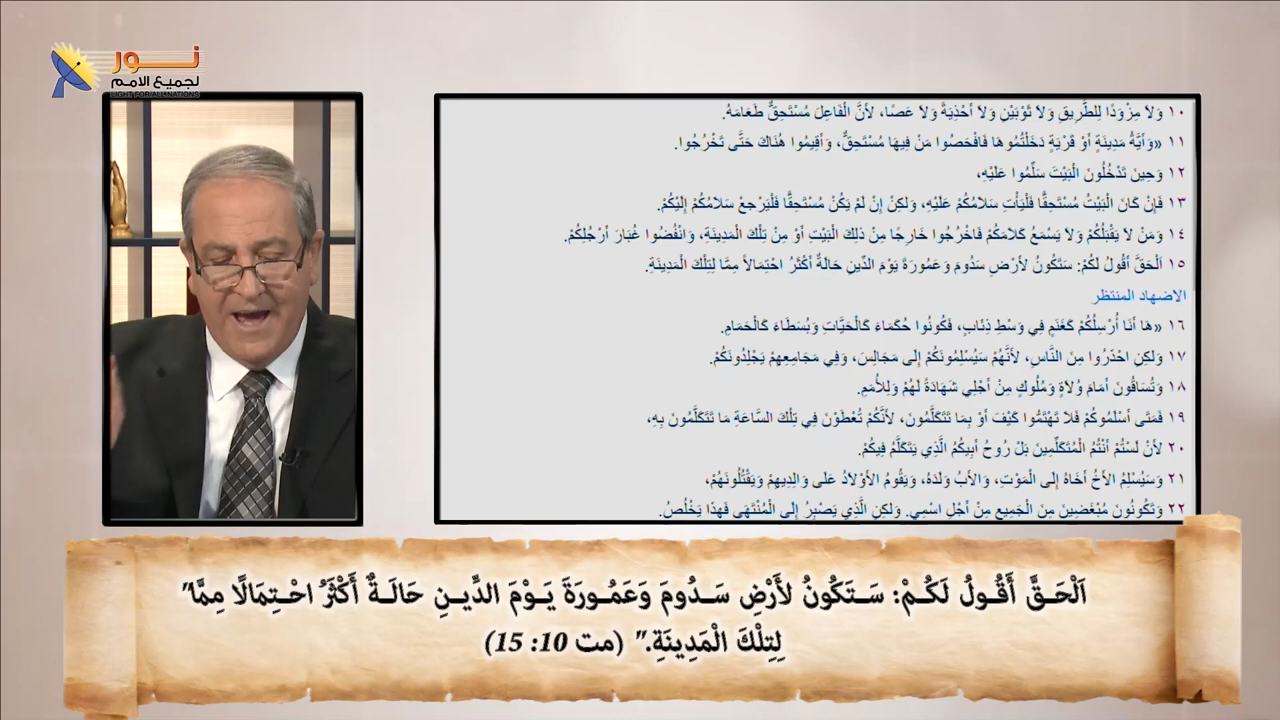 نور
لجميع الامم
LIGHT FOR ALL NATIONS
١٠ وَلاَ مِزْوَدًا لِلطَّرِيقِ وَلاَ ثَوْبَيْنِ وَلاَ أَحْذِيَةً وَلاَ عَصًا، لأَنَّ الْفَاعِلَ مُسْتَحِقٌّ طَعَامَهُ.
١١ «وَأَيَّةُ مَدِينَةٍ أَوْ قَرْيَةٍ دَخَلْتُمُوهَا فَافْحَصُوا مَنْ فِيهَا مُسْتَحِقٌّ، وَأَقِيمُوا هُنَاكَ حَتَّى تَخْرُجُوا.
١٢ وَحِينَ تَدْخُلُونَ الْبَيْتَ سَلِّمُوا عَلَيْهِ،
١٣ فَإِنْ كَانَ الْبَيْتُ مُسْتَحِقًّا فَلْيَأْتِ سَلاَمُكُمْ عَلَيْهِ، وَلكِنْ إِنْ لَمْ يَكُنْ مُسْتَحِقًّا فَلْيَرْجِعْ سَلاَمُكُمْ إِلَيْكُمْ.
١٤ وَمَنْ لاَ يَقْبَلُكُمْ وَلاَ يَسْمَعُ كَلاَمَكُمْ فَاخْرُجُوا خَارِجًا مِنْ ذلِكَ الْبَيْتِ أَوْ مِنْ تِلْكَ الْمَدِينَةِ، وَانْفُضُوا غُبَارَ أَرْجُلِكُمْ.
١٥ اَلْحَقَّ أَقُولُ لَكُمْ: سَتَكُونُ لأَرْضِ سَدُومَ وَعَمُورَةَ يَوْمَ الدِّينِ حَالَةٌ أَكْثَرُ احْتِمَالاً مِمَّا لِتِلْكَ الْمَدِينَةِ.
الاضهاد المنتظر
١٦ «هَا أَنَا أُرْسِلُكُمْ كَغَنَمٍ فِي وَسْطِ ذِئَابٍ، فَكُونُوا حُكَمَاءَ كَالْحَيَّاتِ وَبُسَطَاءَ كَالْحَمَامِ.
١٧ وَلكِنِ احْذَرُوا مِنَ النَّاسِ، لأَنَّهُمْ سَيُسْلِمُونَكُمْ إِلَى مَجَالِسَ، وَفِي مَجَامِعِهِمْ يَجْلِدُونَكُمْ.
١٨ وَتُسَاقُونَ أَمَامَ وُلاَةٍ وَمُلُوكٍ مِنْ أَجْلِي شَهَادَةً لَهُمْ وَلِلأُمَمِ.
١٩ فَمَتَى أَسْلَمُوكُمْ فَلاَ تَهْتَمُّوا كَيْفَ أَوْ بِمَا تَتَكَلَّمُونَ، لأَنَّكُمْ تُعْطَوْنَ فِي تِلْكَ السَّاعَةِ مَا تَتَكَلَّمُونَ بِهِ،
٢٠ لأَنْ لَسْتُمْ أَنْتُمُ الْمُتَكَلِّمِينَ بَلْ رُوحُ أَبِيكُمُ الَّذِي يَتَكَلَّمُ فِيكُمْ.
٢١ وَسَيُسْلِمُ الأَخُ أَخَاهُ إِلَى الْمَوْتِ، وَالأَبُ وَلَدَهُ، وَيَقُومُ الأَوْلاَدُ عَلَى وَالِدِيهِمْ وَيَقْتُلُونَهُمْ،
٢٢ وَتَكُونُونَ مُبْغَضِينَ مِنَ الْجَمِيعِ مِنْ أَجْلِ اسْمِي. وَلكِنِ الَّذِي يَصْبِرُ إِلَى الْمُنْتَهَى فَهذَا يَخْلُصُ.
اَلْحَقَّ أَقُولُ لَكُمْ: سَتَكُونُ لأَرْضِ سَدُومَ وَعَمُورَةَ يَوْمَ الدِّينِ حَالَةٌ أَكْثَرُ احْتِمَالًا مِمَّا"
لِتِلْكَ الْمَدِينَةِ." (مت 10: 15)